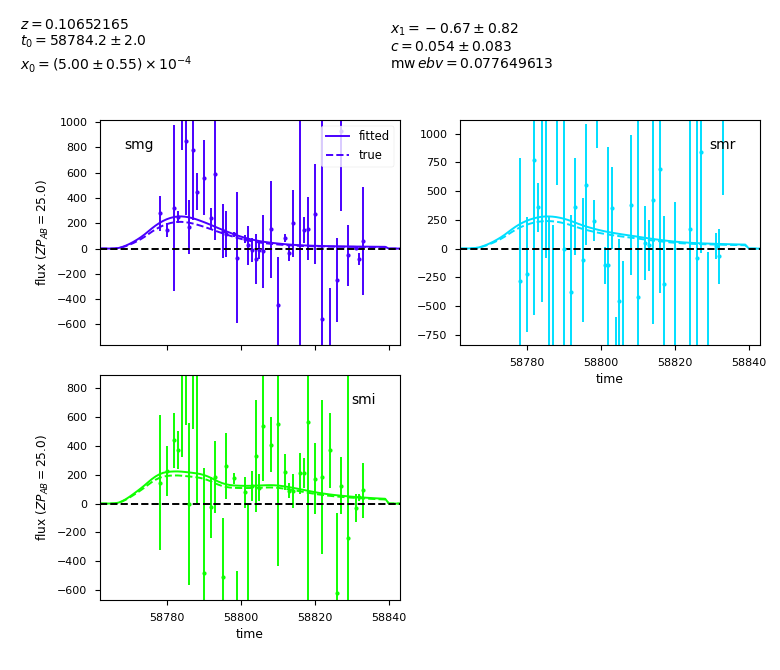 z = 0.10652165
t₀ = 58784.2 ± 2.0
x₀ = (5.00 ± 0.55) × 10⁻⁴
x₁ = −0.67 ± 0.82
c = 0.054 ± 0.083
mw ebv = 0.077649613
smg
fitted
true
1000
800
600
400
200
0
−200
−400
−600
flux (ZP_AB = 25.0)
smr
1000
750
500
250
0
−250
−500
−750
58780
58800
58820
58840
time
smi
800
600
400
200
0
−200
−400
−600
flux (ZP_AB = 25.0)
58780
58800
58820
58840
time